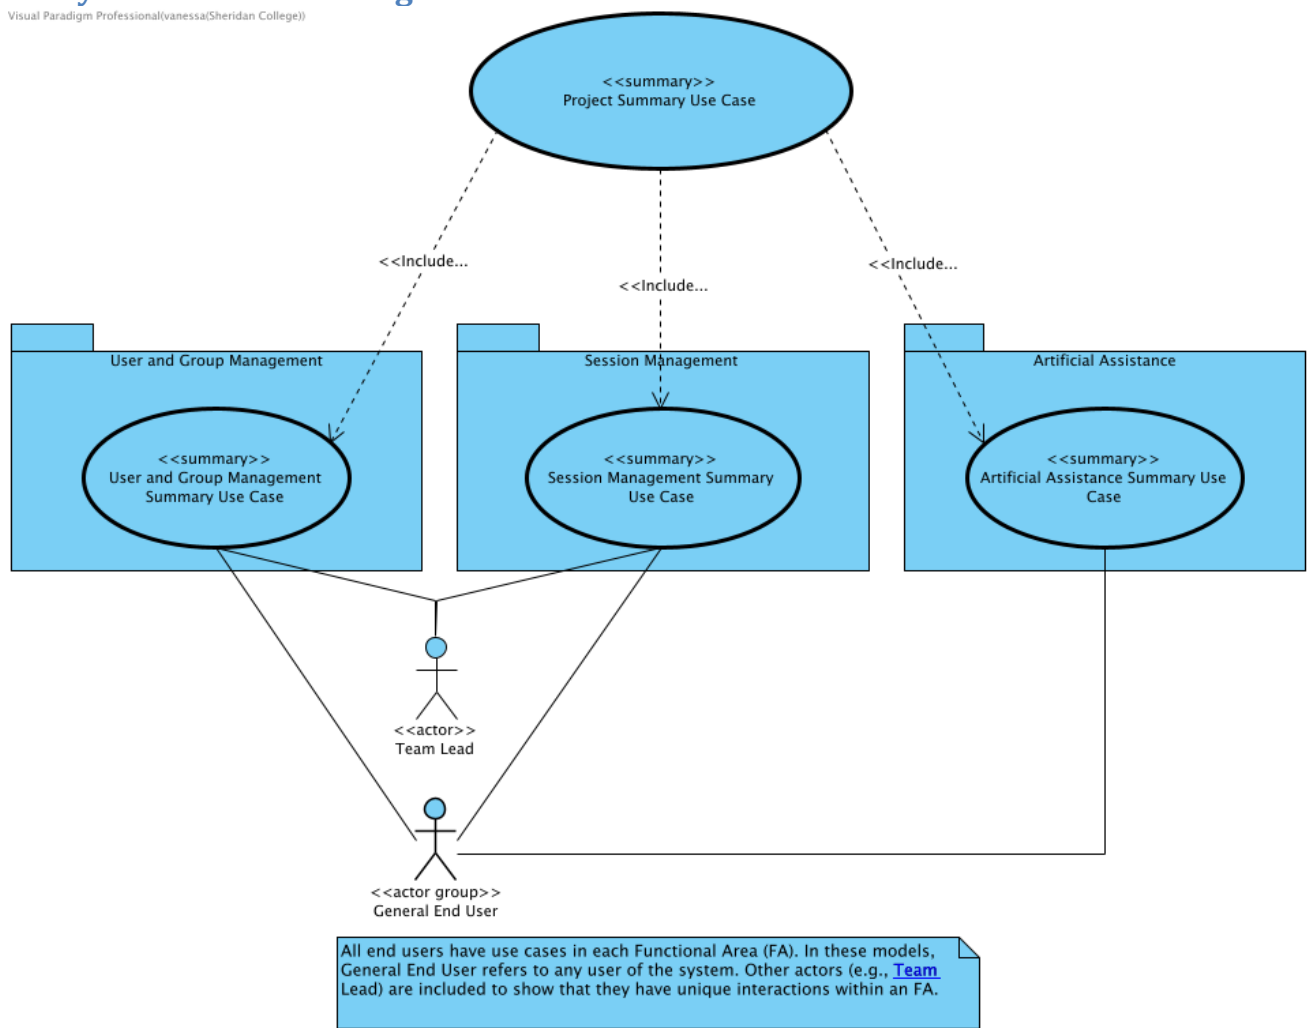 Visual Paradigm Professional(vanessa(Sheridan College))
<<summary>>
Project Summary Use Case
<<Include...
<<Include...
<<Include...
User and Group Management
<<summary>>
User and Group Management
Summary Use Case
Session Management
<<summary>>
Session Management Summary
Use Case
Artificial Assistance
<<summary>>
Artificial Assistance Summary Use
Case
<<actor>>
Team Lead
<<actor group>>
General End User
All end users have use cases in each Functional Area (FA). In these models,
General End User refers to any user of the system. Other actors (e.g., Team
Lead) are included to show that they have unique interactions within an FA.